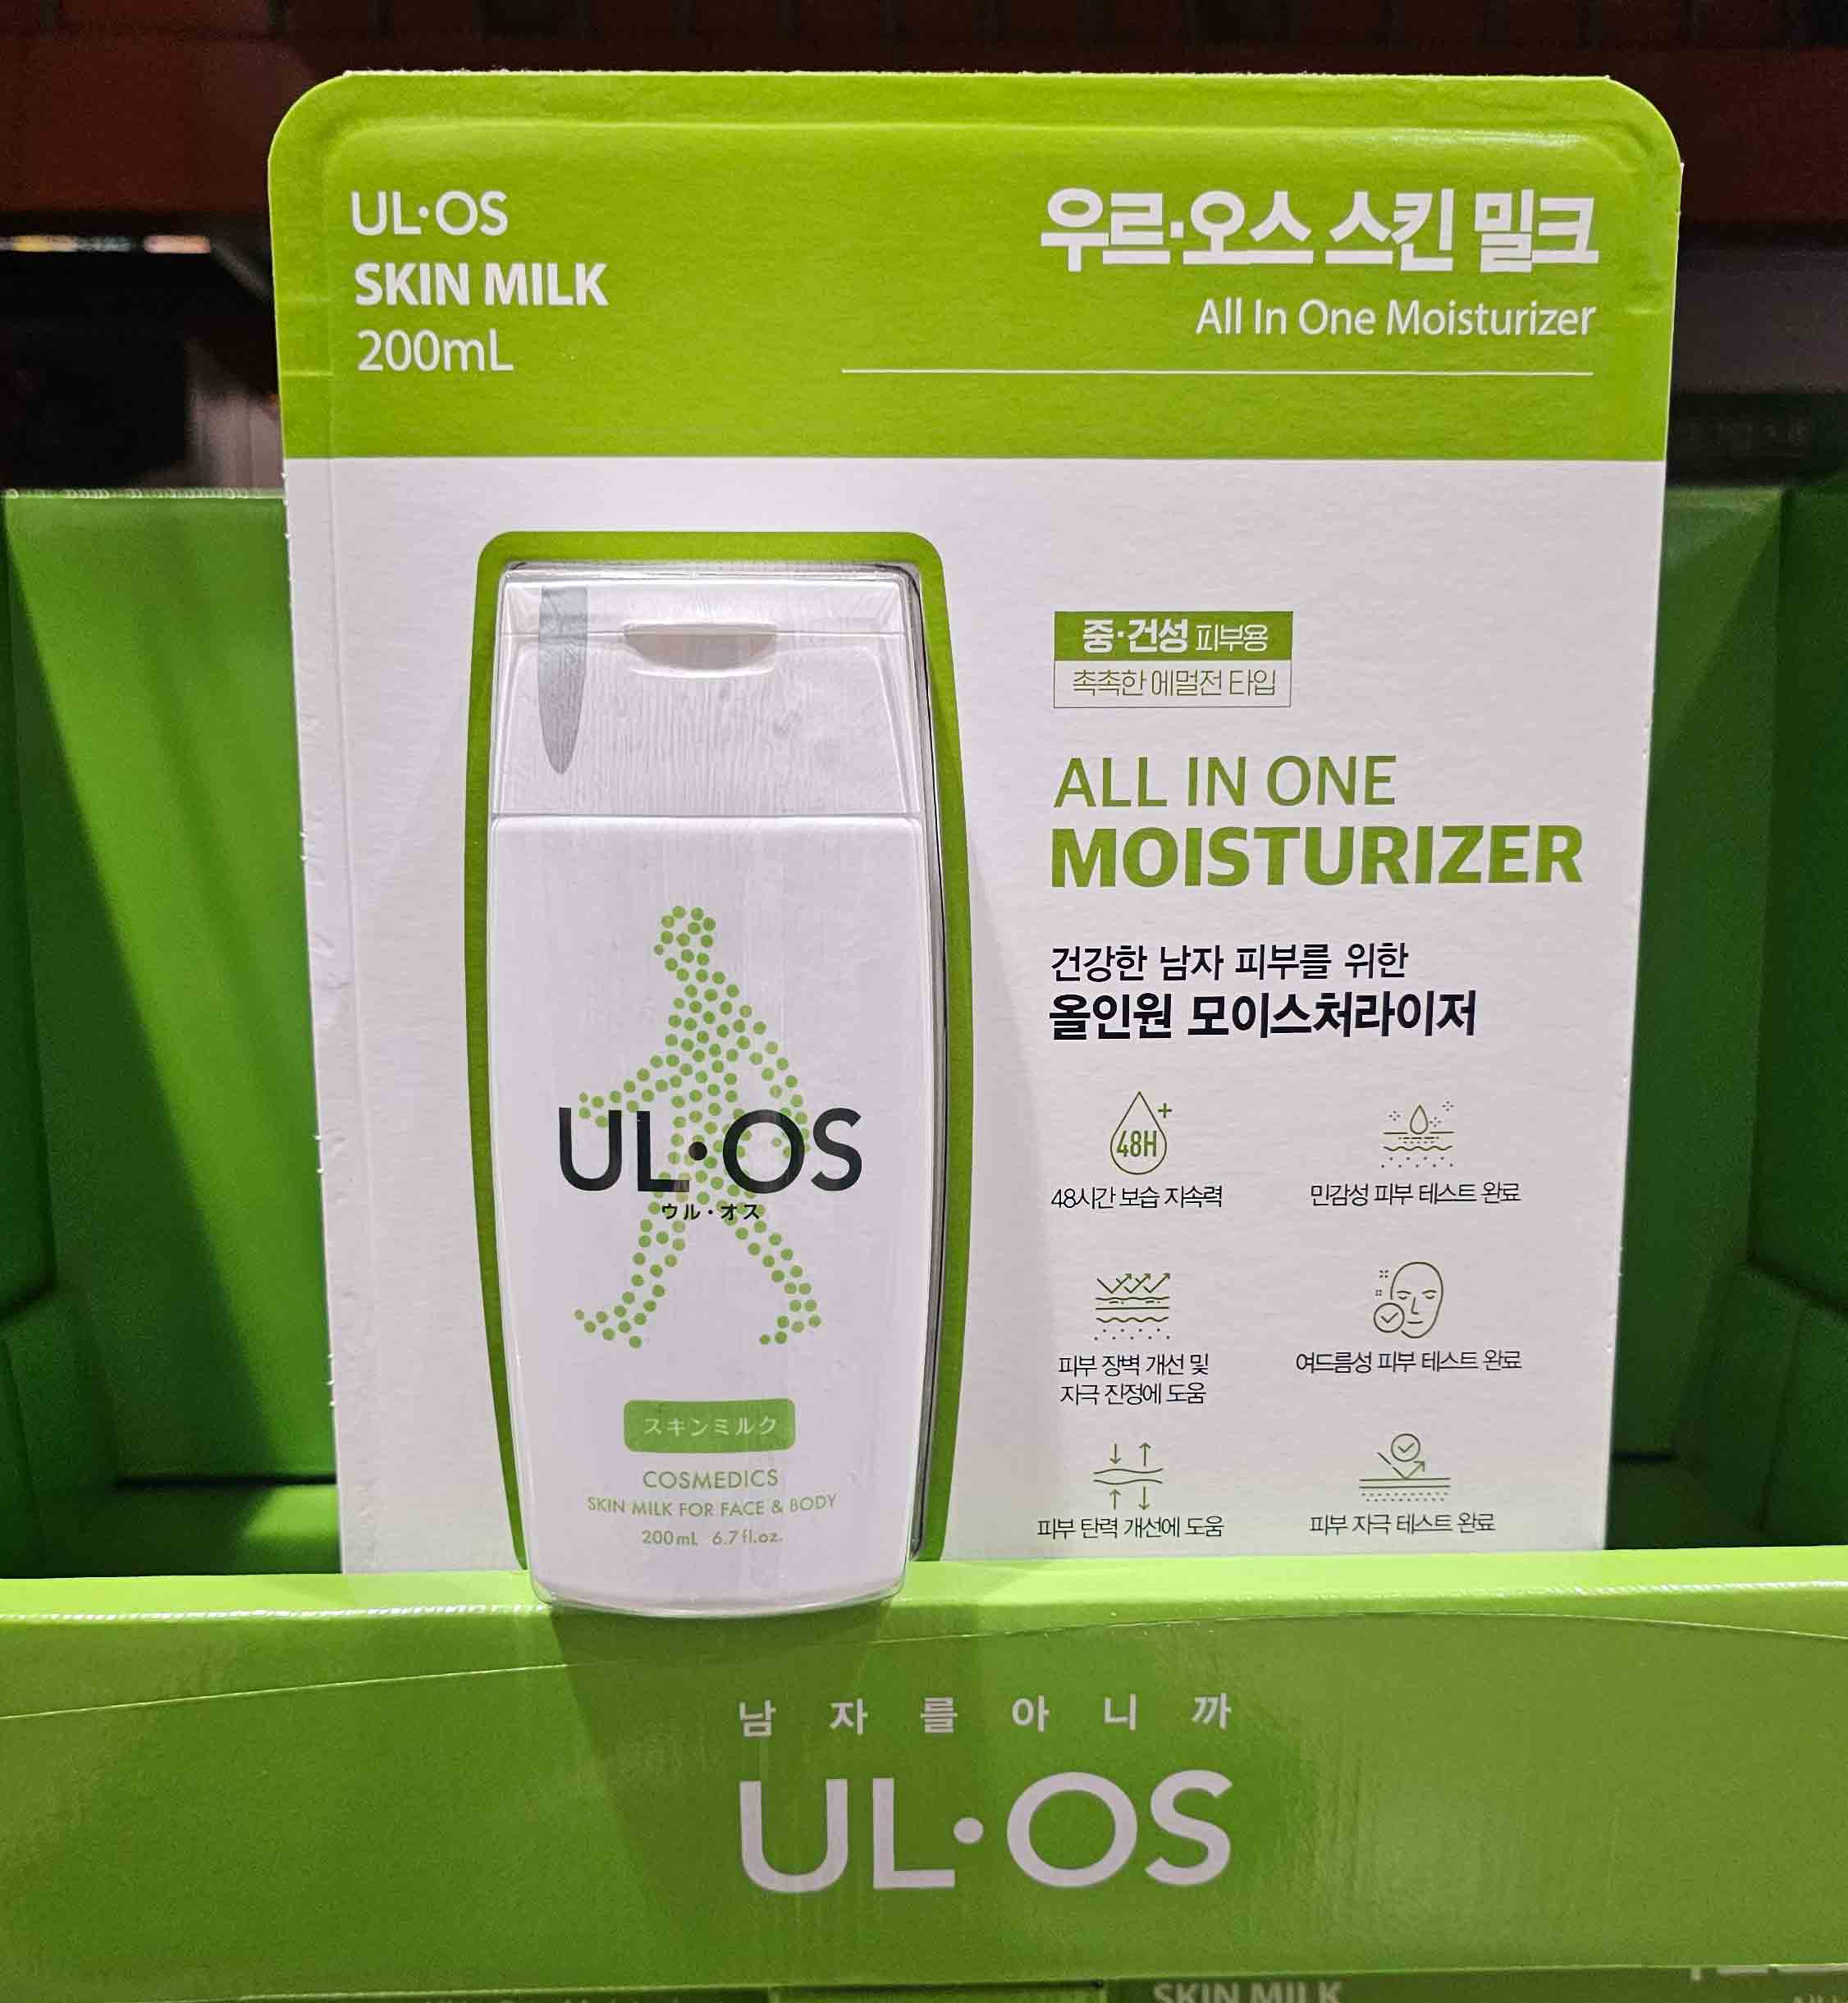 UL·OS
SKIN MILK
200mL
우르·오스 스킨 밀크
All In One Moisturizer
중·건성 피부용
촉촉한 에멀전 타입
ALL IN ONE
MOISTURIZER
건강한 남자 피부를 위한
올인원 모이스처라이저
48H+
48시간 보습 지속력
민감성 피부 테스트 완료
피부 장벽 개선 및
자극 진정에 도움
여드름성 피부 테스트 완료
피부 탄력 개선에 도움
피부 자극 테스트 완료
UL·OS
ウル・オス
スキンミルク
COSMEDICS
SKIN MILK FOR FACE & BODY
200mL 6.7fl.oz.
남자를아니까
UL·OS
SKIN MILK